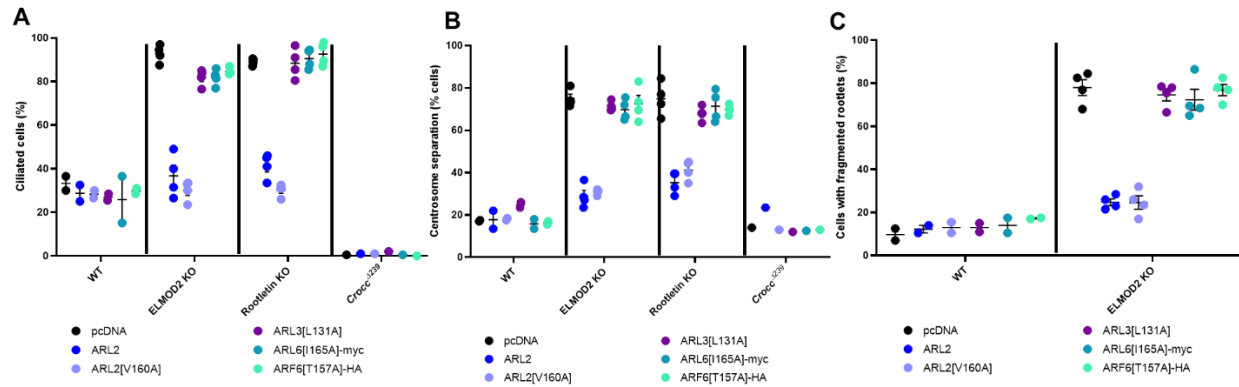 A
Ciliated cells (%)
100
80
60
40
20
0
WT
ELMOD2 KO
Rootletin KO
Crocc^Δ239
pcDNA
ARL2
ARL2[V160A]
ARL3[L131A]
ARL6[I165A]-myc
ARF6[T157A]-HA
B
Centrosome separation (% cells)
100
80
60
40
20
0
WT
ELMOD2 KO
Rootletin KO
Crocc^Δ239
pcDNA
ARL2
ARL2[V160A]
ARL3[L131A]
ARL6[I165A]-myc
ARF6[T157A]-HA
C
Cells with fragmented rootlets (%)
100
80
60
40
20
0
WT
ELMOD2 KO
pcDNA
ARL2
ARL2[V160A]
ARL3[L131A]
ARL6[I165A]-myc
ARF6[T157A]-HA